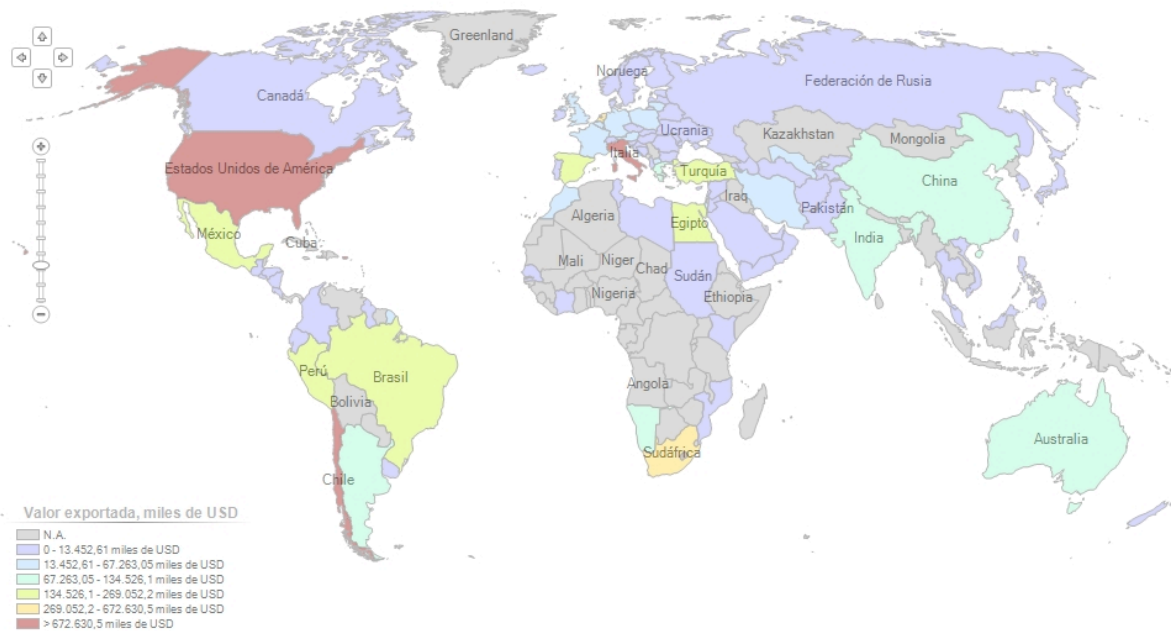 Greenland
Noruega
Federación de Rusia
Canadá
Ucrania
Kazakhstan
Mongolia
Italia
Estados Unidos de América
Turquía
China
Iraq
Pakistán
Algeria
Egipto
México
Cuba
India
Mali
Niger
Chad
Sudán
Nigeria
Ethiopia
Perú
Brasil
Angola
Bolivia
Australia
Sudáfrica
Chile
Valor exportada, miles de USD
N.A.
0 - 13.452,61 miles de USD
13.452,61 - 67.263,05 miles de USD
67.263,05 - 134.526,1 miles de USD
134.526,1 - 269.052,2 miles de USD
269.052,2 - 672.630,5 miles de USD
> 672.630,5 miles de USD